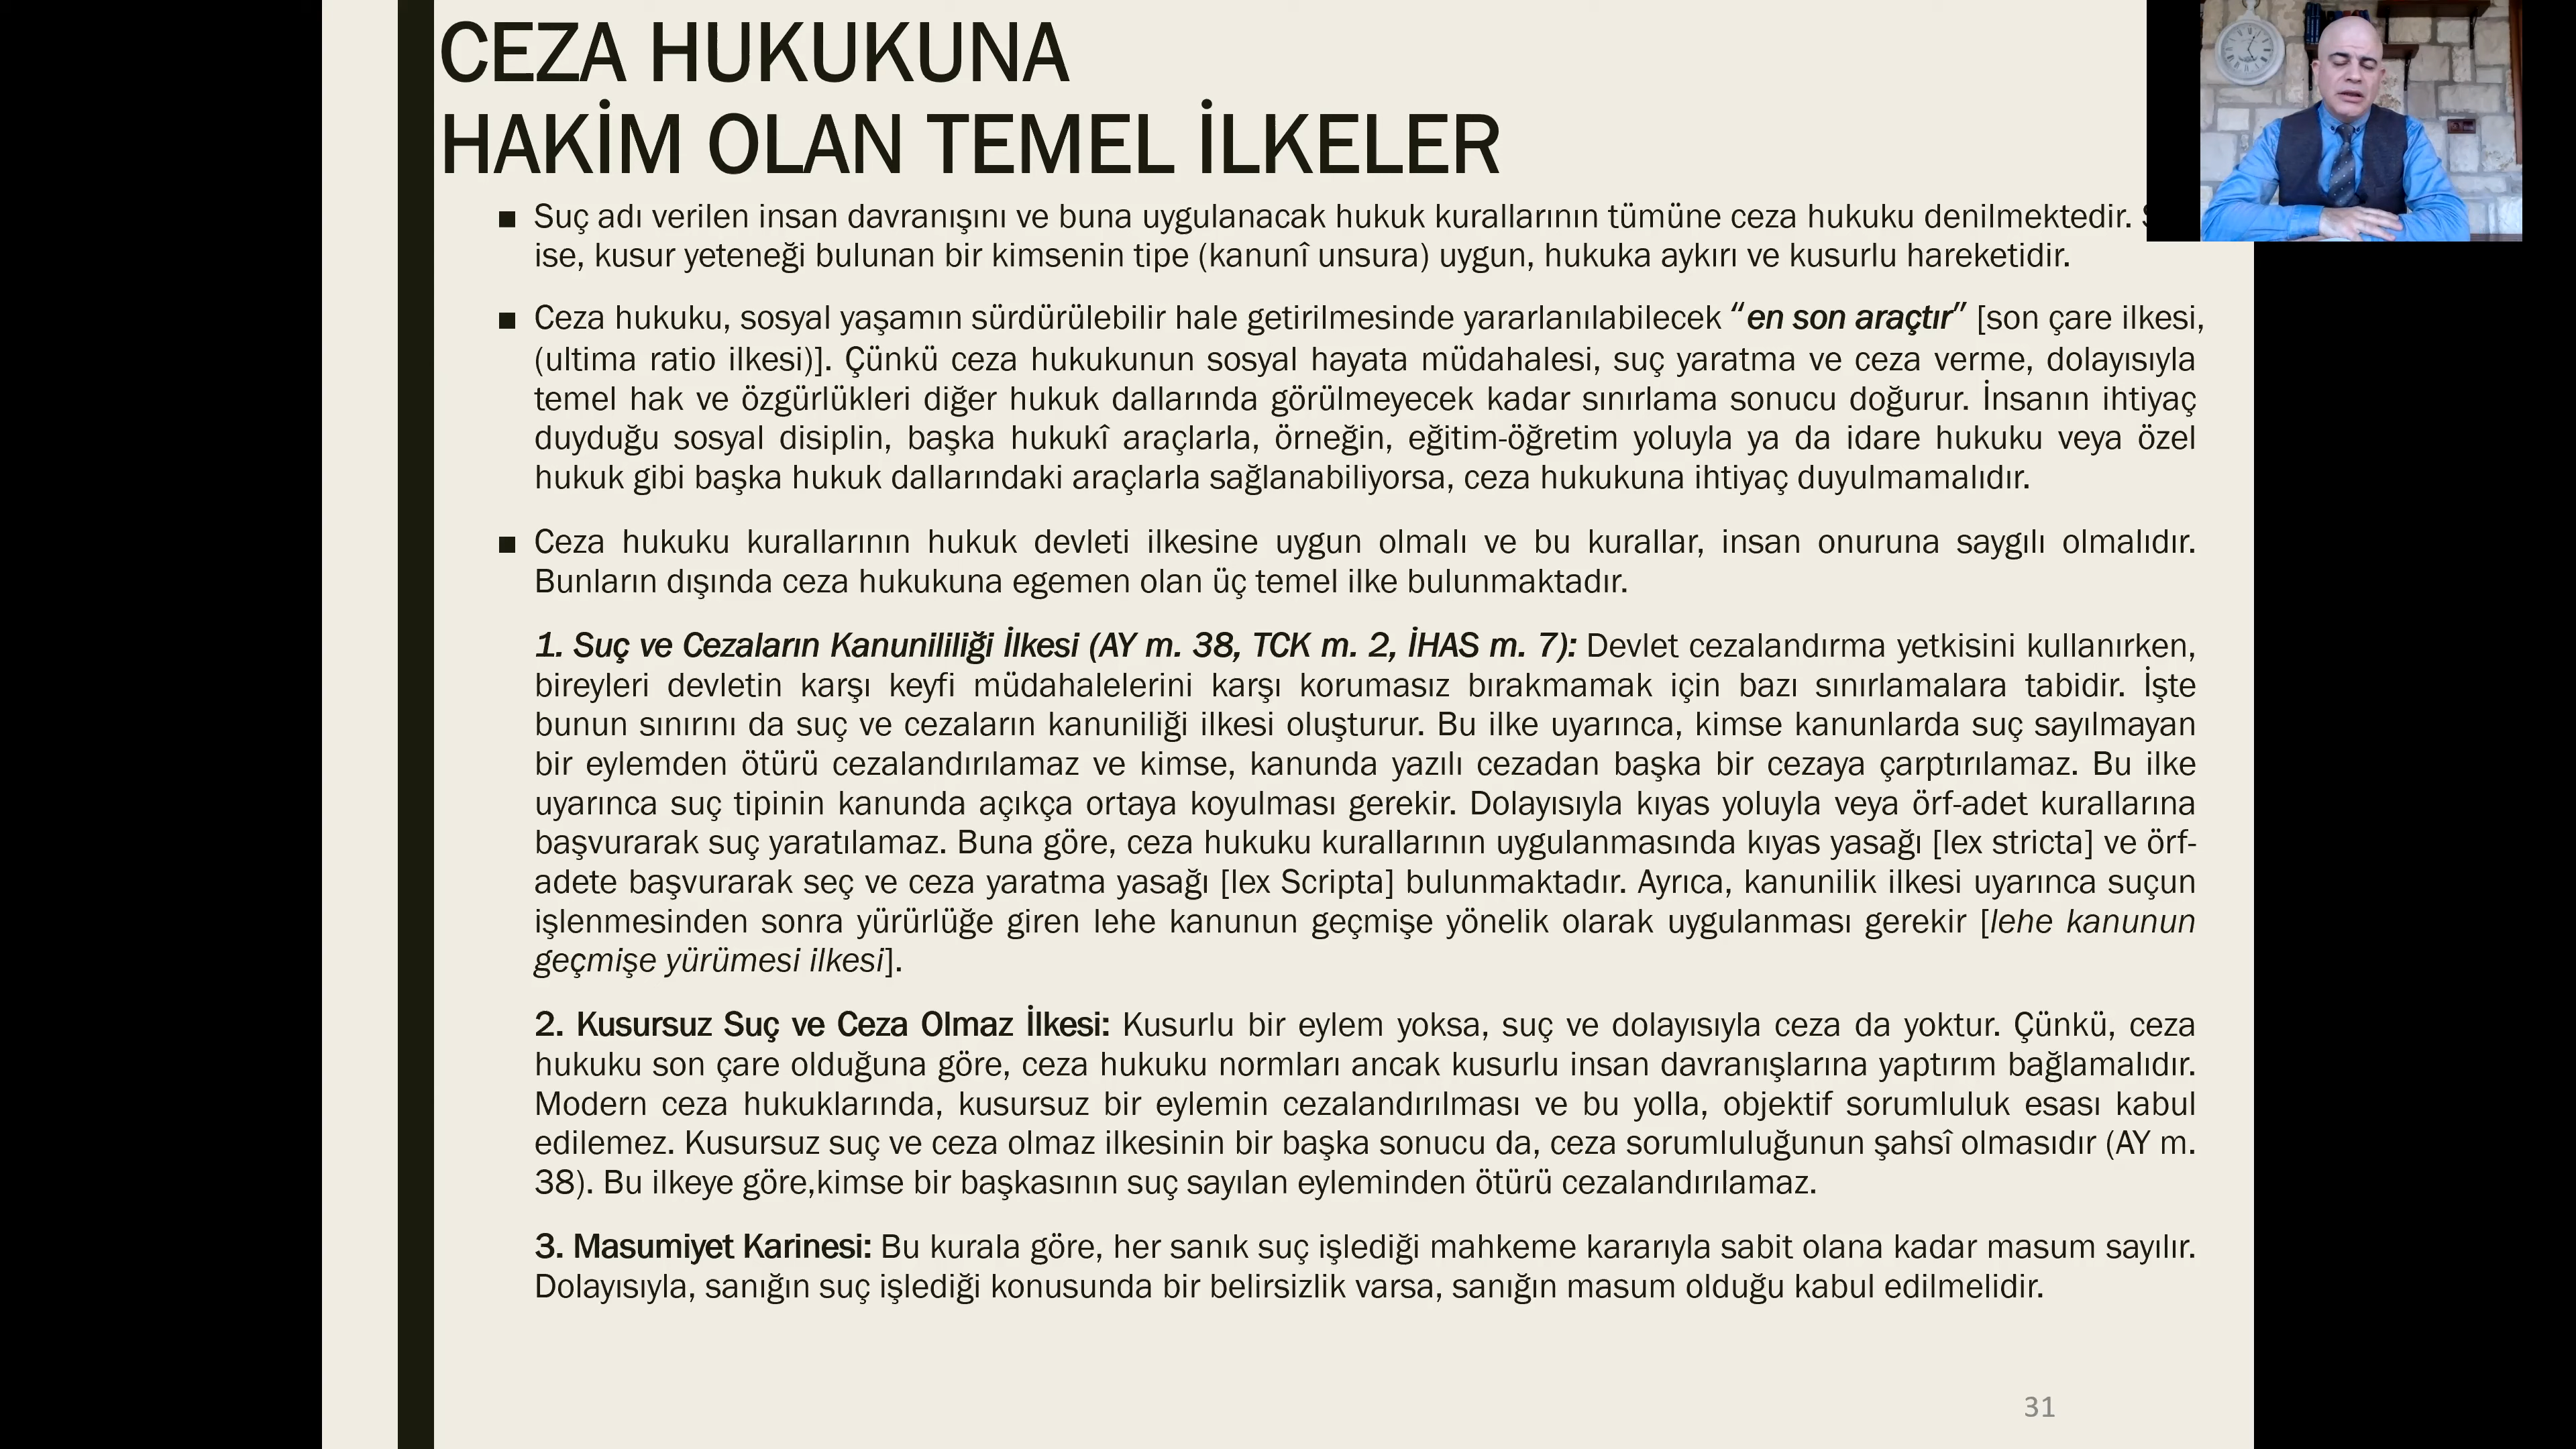 CEZA HUKUKUNA
HAKİM OLAN TEMEL İLKELER
■ Suç adı verilen insan davranışını ve buna uygulanacak hukuk kurallarının tümüne ceza hukuku denilmektedir.
ise, kusur yeteneği bulunan bir kimsenin tipe (kanunî unsura) uygun, hukuka aykırı ve kusurlu hareketidir.
■ Ceza hukuku, sosyal yaşamın sürdürülebilir hale getirilmesinde yararlanılabilecek “en son araçtır” [son çare ilkesi,
(ultima ratio ilkesi)]. Çünkü ceza hukukunun sosyal hayata müdahalesi, suç yaratma ve ceza verme, dolayısıyla
temel hak ve özgürlükleri diğer hukuk dallarında görülmeyecek kadar sınırlama sonucu doğurur. İnsanın ihtiyaç
duyduğu sosyal disiplin, başka hukukî araçlarla, örneğin, eğitim-öğretim yoluyla ya da idare hukuku veya özel
hukuk gibi başka hukuk dallarındaki araçlarla sağlanabiliyorsa, ceza hukukuna ihtiyaç duyulmamalıdır.
■ Ceza hukuku kurallarının hukuk devleti ilkesine uygun olmalı ve bu kurallar, insan onuruna saygılı olmalıdır.
Bunların dışında ceza hukukuna egemen olan üç temel ilke bulunmaktadır.
1. Suç ve Cezaların Kanunililiği İlkesi (AY m. 38, TCK m. 2, İHAS m. 7): Devlet cezalandırma yetkisini kullanırken,
bireyleri devletin karşı keyfi müdahalelerini karşı korumasız bırakmamak için bazı sınırlamalara tabidir. İşte
bunun sınırını da suç ve cezaların kanuniliği ilkesi oluşturur. Bu ilke uyarınca, kimse kanunlarda suç sayılmayan
bir eylemden ötürü cezalandırılamaz ve kimse, kanunda yazılı cezadan başka bir cezaya çarptırılamaz. Bu ilke
uyarınca suç tipinin kanunda açıkça ortaya koyulması gerekir. Dolayısıyla kıyas yoluyla veya örf-adet kurallarına
başvurarak suç yaratılamaz. Buna göre, ceza hukuku kurallarının uygulanmasında kıyas yasağı [lex stricta] ve örf-
adete başvurarak seç ve ceza yaratma yasağı [lex Scripta] bulunmaktadır. Ayrıca, kanunilik ilkesi uyarınca suçun
işlenmesinden sonra yürürlüğe giren lehe kanunun geçmişe yönelik olarak uygulanması gerekir [lehe kanunun
geçmişe yürümesi ilkesi].
2. Kusursuz Suç ve Ceza Olmaz İlkesi: Kusurlu bir eylem yoksa, suç ve dolayısıyla ceza da yoktur. Çünkü, ceza
hukuku son çare olduğuna göre, ceza hukuku normları ancak kusurlu insan davranışlarına yaptırım bağlamalıdır.
Modern ceza hukuklarında, kusursuz bir eylemin cezalandırılması ve bu yolla, objektif sorumluluk esası kabul
edilemez. Kusursuz suç ve ceza olmaz ilkesinin bir başka sonucu da, ceza sorumluluğunun şahsî olmasıdır (AY m.
38). Bu ilkeye göre,kimse bir başkasının suç sayılan eyleminden ötürü cezalandırılamaz.
3. Masumiyet Karinesi: Bu kurala göre, her sanık suç işlediği mahkeme kararıyla sabit olana kadar masum sayılır.
Dolayısıyla, sanığın suç işlediği konusunda bir belirsizlik varsa, sanığın masum olduğu kabul edilmelidir.
31